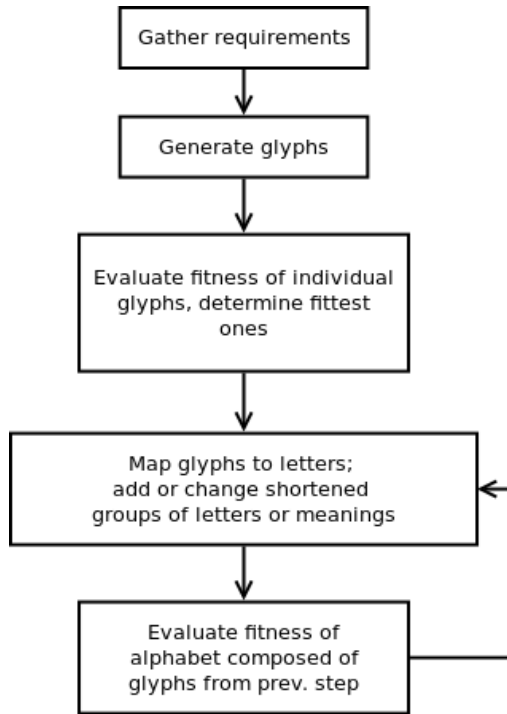 Gather requirements
Generate glyphs
Evaluate fitness of individual
glyphs, determine fittest
ones
Map glyphs to letters;
add or change shortened
groups of letters or meanings
Evaluate fitness of
alphabet composed of
glyphs from prev. step